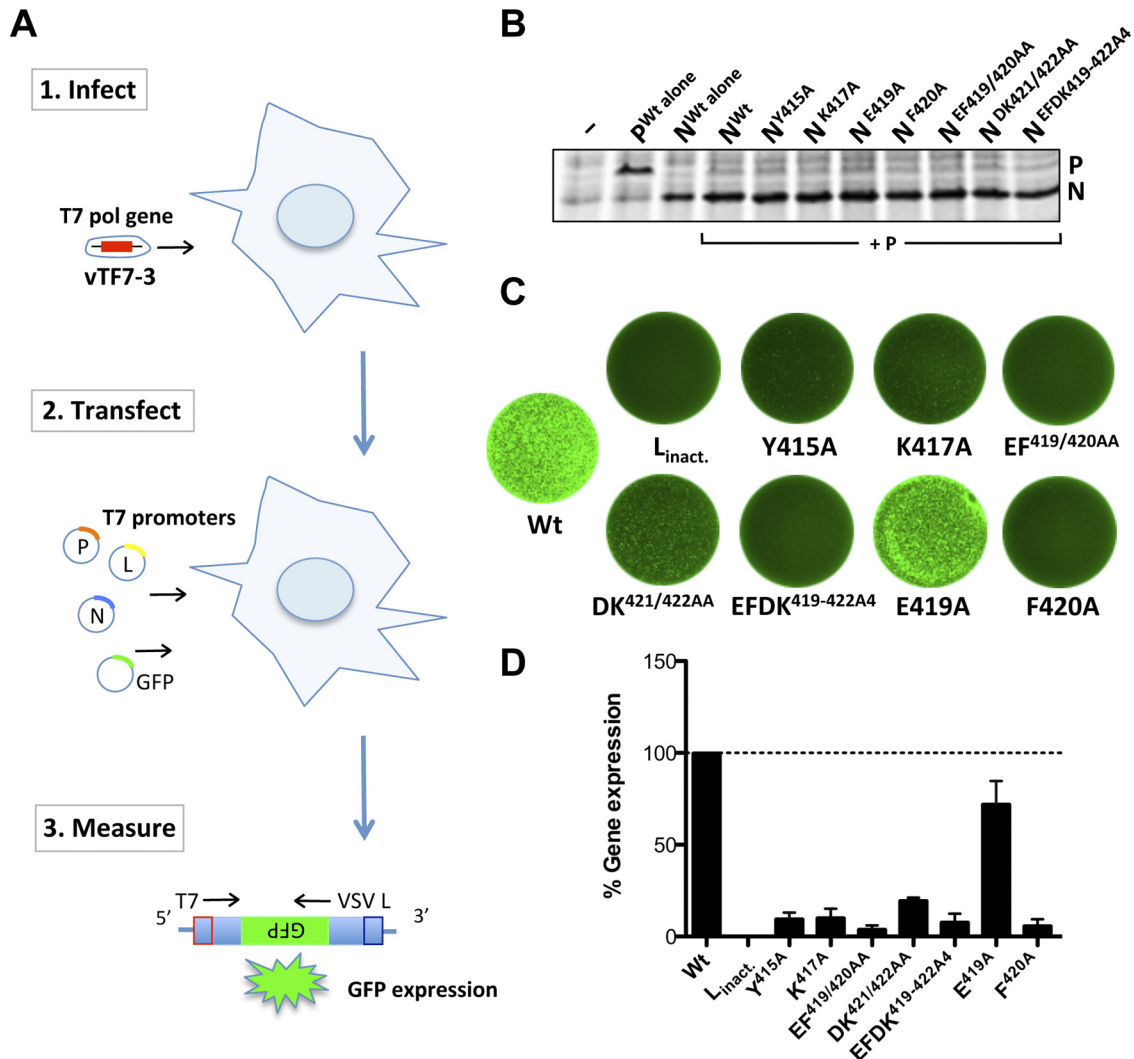 A
1. Infect
T7 pol gene
vTF7-3
2. Transfect
T7 promoters
P
L
N
GFP
3. Measure
T7
VSV L
5’
3’
GFP
GFP expression
B
–
P Wt alone
N Wt alone
N Wt
N Y415A
N K417A
N E419A
N F420A
N EF419/420AA
N DK421/422AA
N EFDK419-422A4
P
N
+ P
C
Wt
L inact.
Y415A
K417A
EF 419/420AA
DK 421/422AA
EFDK 419-422A4
E419A
F420A
D
% Gene expression
150
100
50
0
Wt
L inact.
Y 415A
K 417A
EF 419/420AA
DK 421/422AA
EFDK 419-422A4
E 419A
F 420A